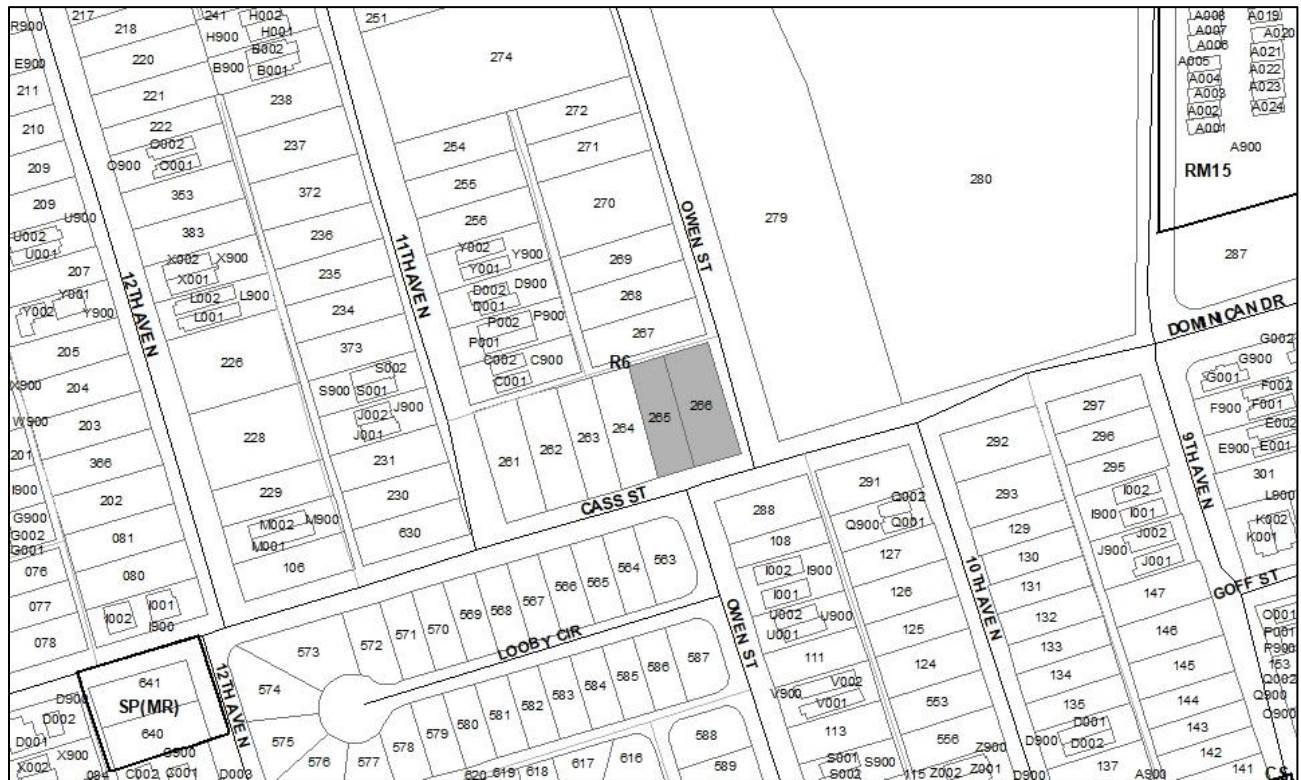 R900
217
218
241
H002
H001
H900
B002
B900
B001
251
274
A008
A007
A006
A005
A004
A003
A002
A001
A019
A020
A021
A022
A023
A024
A900
RM15
E900
211
210
209
209
220
221
222
O002
O900
O001
238
237
353
383
372
236
235
234
373
254
255
256
272
271
270
269
268
267
279
280
287
U900
U002
U001
207
Y001
Y002
Y900
205
X900
204
W900
203
201
366
202
I900
G900
G002
G001
081
076
080
077
078
I001
I002
I900
X002
X900
X001
L002
L900
L001
226
228
229
M002
M900
M001
106
S002
S900
S001
J002
J900
J001
231
230
630
Y002
Y900
Y001
D002
D900
D001
P002
P900
P001
C002
C900
C001
R6
261
262
263
264
265
266
12TH AVE N
11TH AVE N
OWEN ST
CASS ST
DOMINICAN DR
9TH AVE N
10TH AVE N
GOFF ST
LOOBY CIR
OWEN ST
12TH AVE N
573
572
571
570
569
568
567
566
565
564
563
574
575
576
577
578
579
580
581
582
583
584
585
586
587
588
589
620
619
618
617
616
641
640
SP(MR)
D900
D002
D001
X900
X002
084
C002
C001
D003
288
108
I002
I900
I001
U002
U900
U001
111
V900
V002
V001
113
S001
S900
S002
115
291
Q002
Q900
Q001
127
126
125
124
553
556
Z900
Z002
Z001
292
293
129
130
131
132
133
134
135
D001
D900
D002
D900
137
297
296
295
I002
I900
I001
J002
J900
J001
147
146
145
144
143
142
141
A900
G002
G900
G001
F002
F900
F001
E002
E900
E001
301
L900
K002
K001
O001
P001
P900
153
Q002
Q900
O900